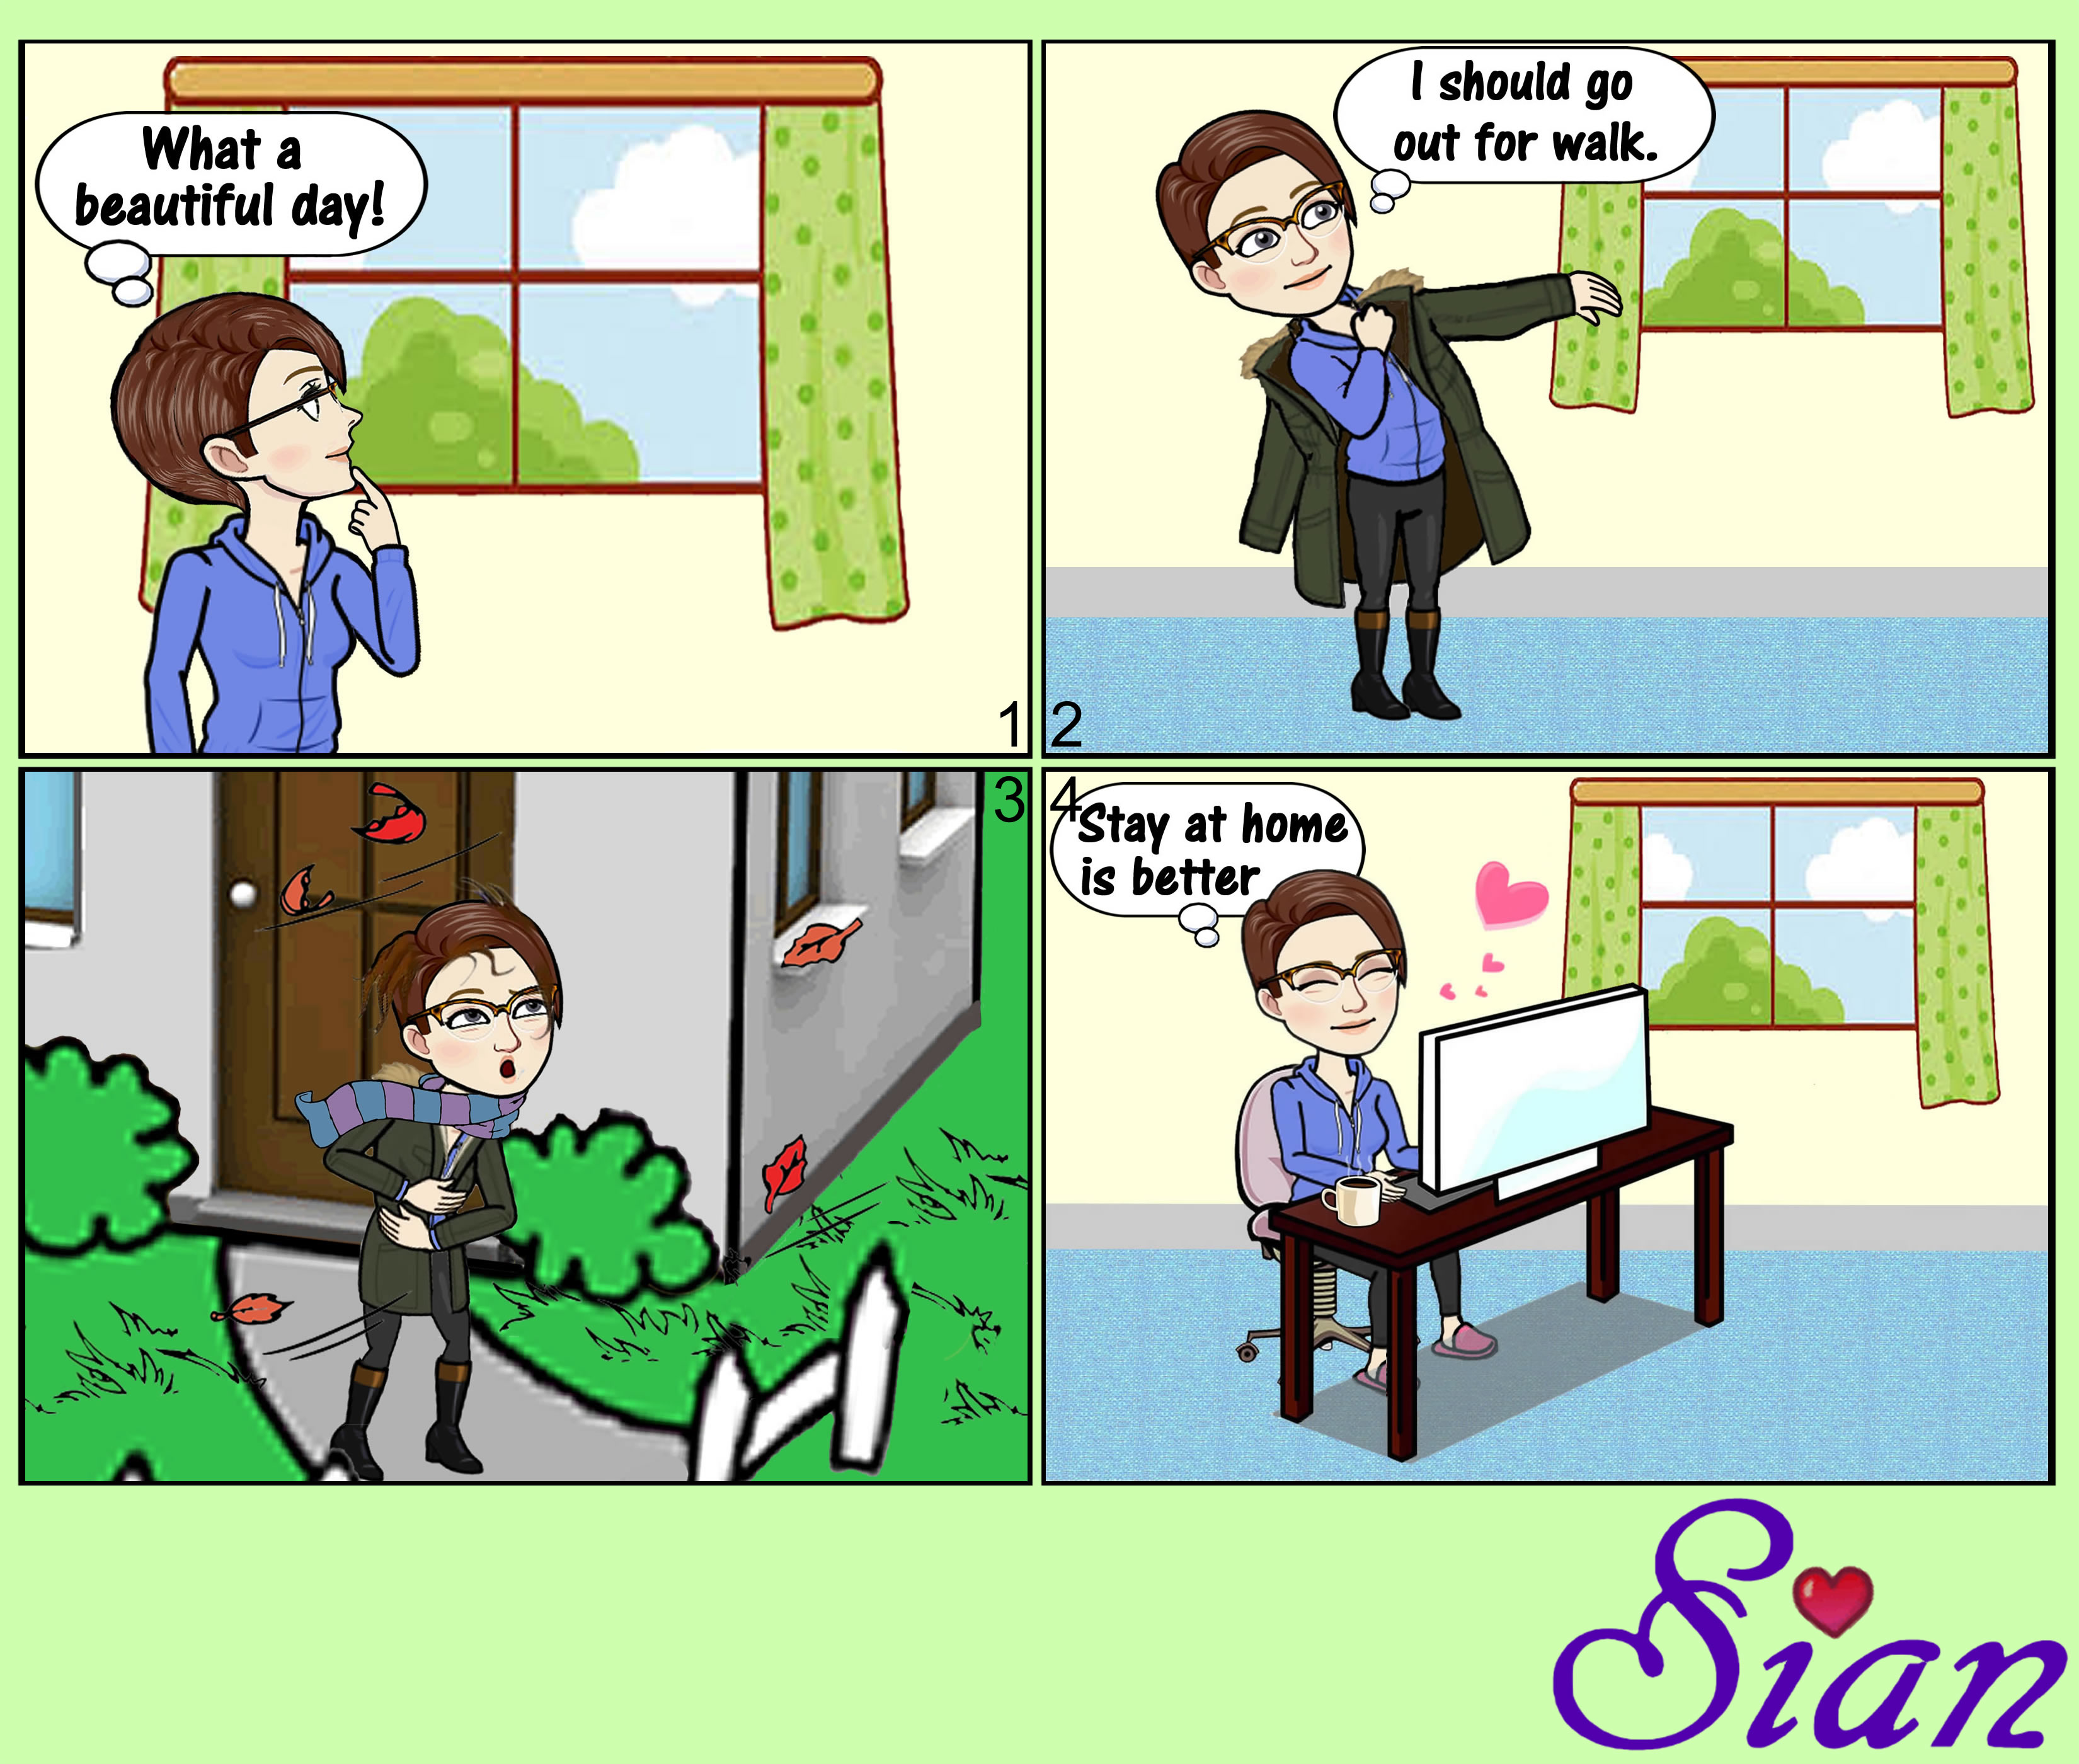 What a
beautiful day!
1
I should go
out for walk.
2
3
4
Stay at home
is better
Sian